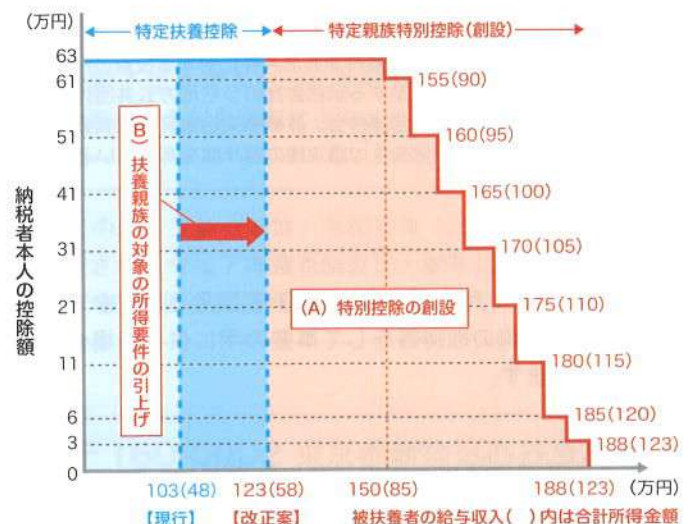 (万円)
特定扶養控除
特定親族特別控除(創設)
63
61
51
41
31
21
11
6
3
0
納税者本人の控除額
(B) 扶養親族の対象の所得要件の引上げ
(A) 特別控除の創設
155(90)
160(95)
165(100)
170(105)
175(110)
180(115)
185(120)
188(123)
103(48)
123(58)
150(85)
188(123)
(万円)
【現行】
【改正案】
被扶養者の給与収入( )内は合計所得金額